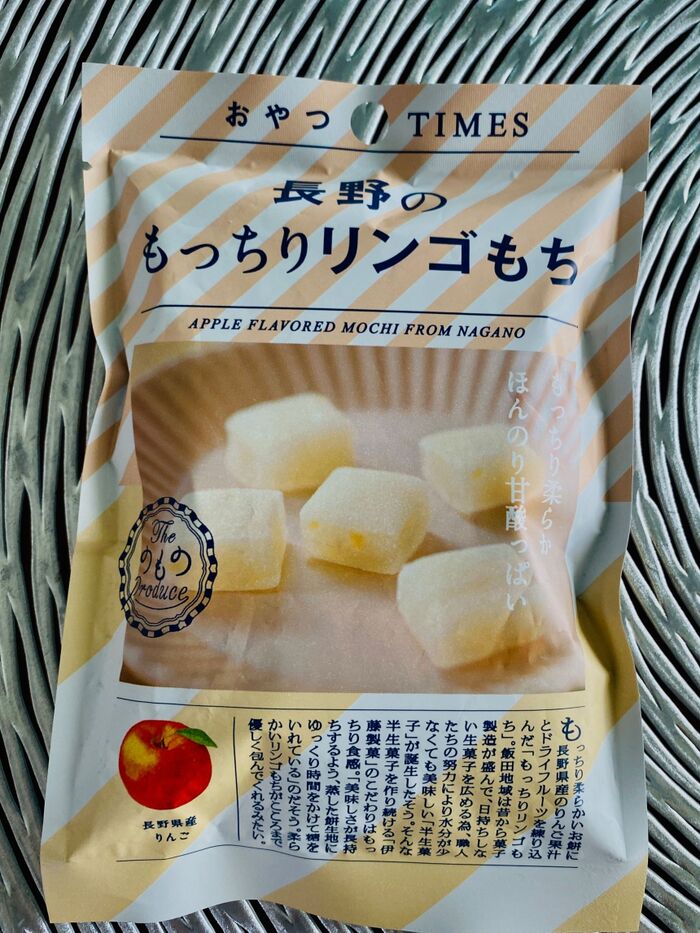 おやつ TIMES
長野の
もっちりリンゴもち
APPLE FLAVORED MOCHI FROM NAGANO
もっちり柔らか
ほんのり甘酸っぱい
The
のもの
Produce
もっちり柔らかいお餅に
長野県産のりんご果汁
とドライフルーツを練り込
んだ「もっちりリンゴも
ち」。飯田地域は昔から菓子
製造が盛んで、日持ちしな
い生菓子を広める為、職人
たちの努力により水分が少
なくても美味しい「半生菓
子」が誕生したそう。そんな
半生菓子を作り続ける「伊
藤製菓」のこだわりはもっ
ちり食感。「美味しさが長持
ちするよう、蒸した餅生地に
ゆっくり時間をかけて糖を
いれている」のだそう。柔ら
かいリンゴもちがここえまで
優しく包んでくれるみたい。
長野県産
りんご